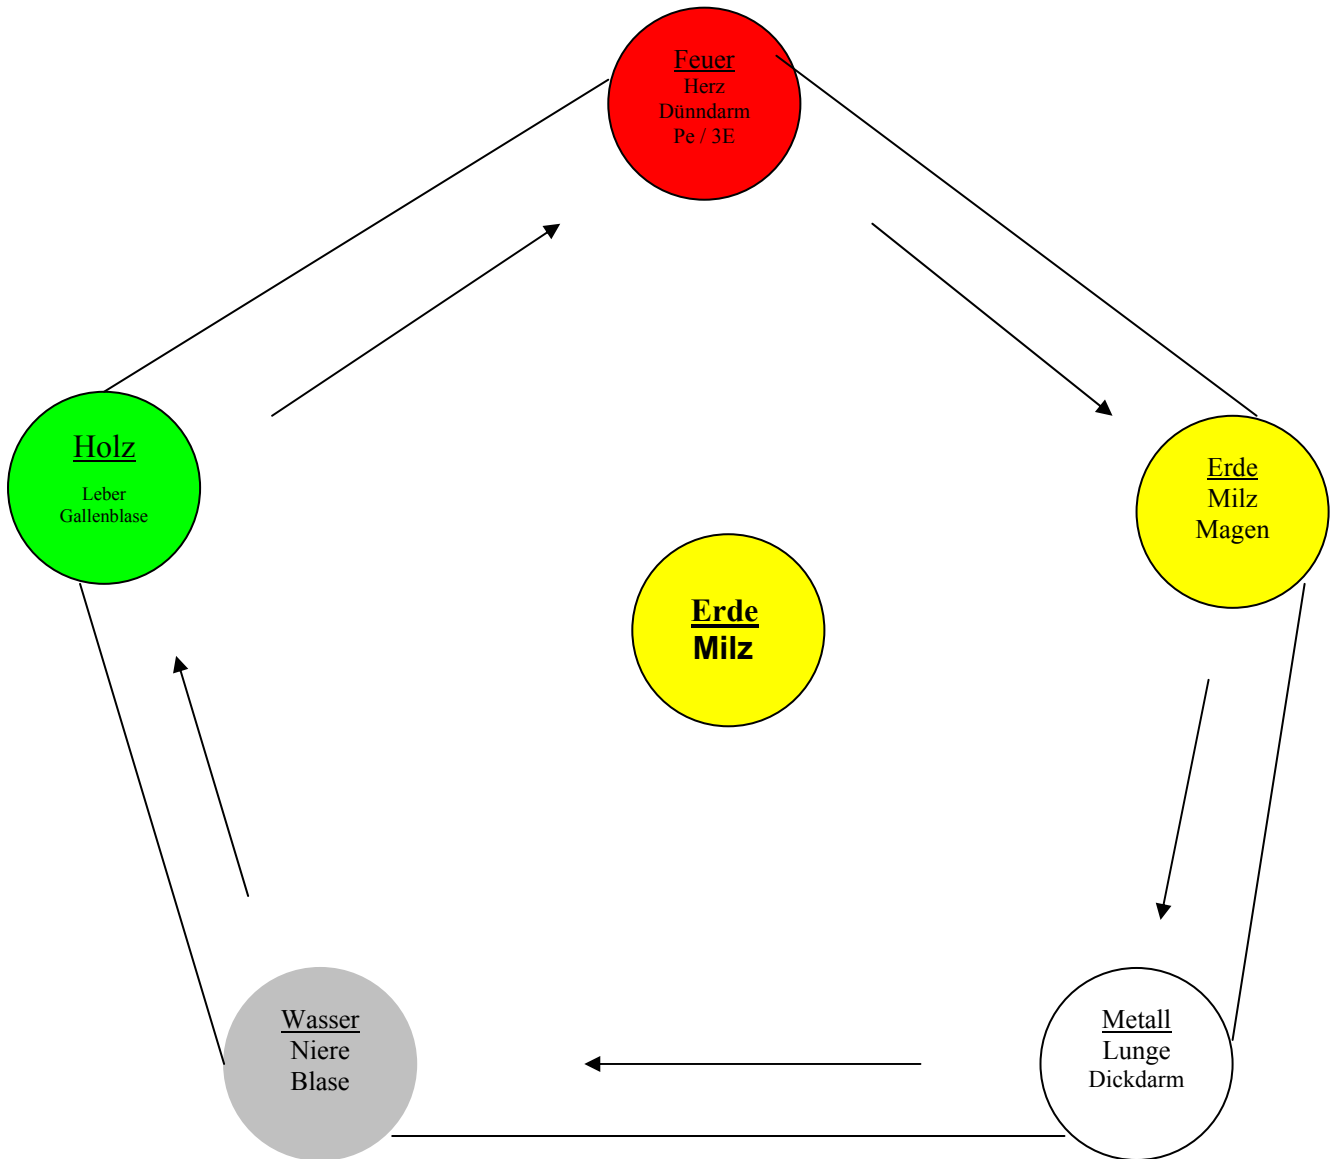 Feuer
Herz
Dünndarm
Pe / 3E
Holz
Leber
Gallenblase
Erde
Milz
Magen
Erde
Milz
Wasser
Niere
Blase
Metall
Lunge
Dickdarm